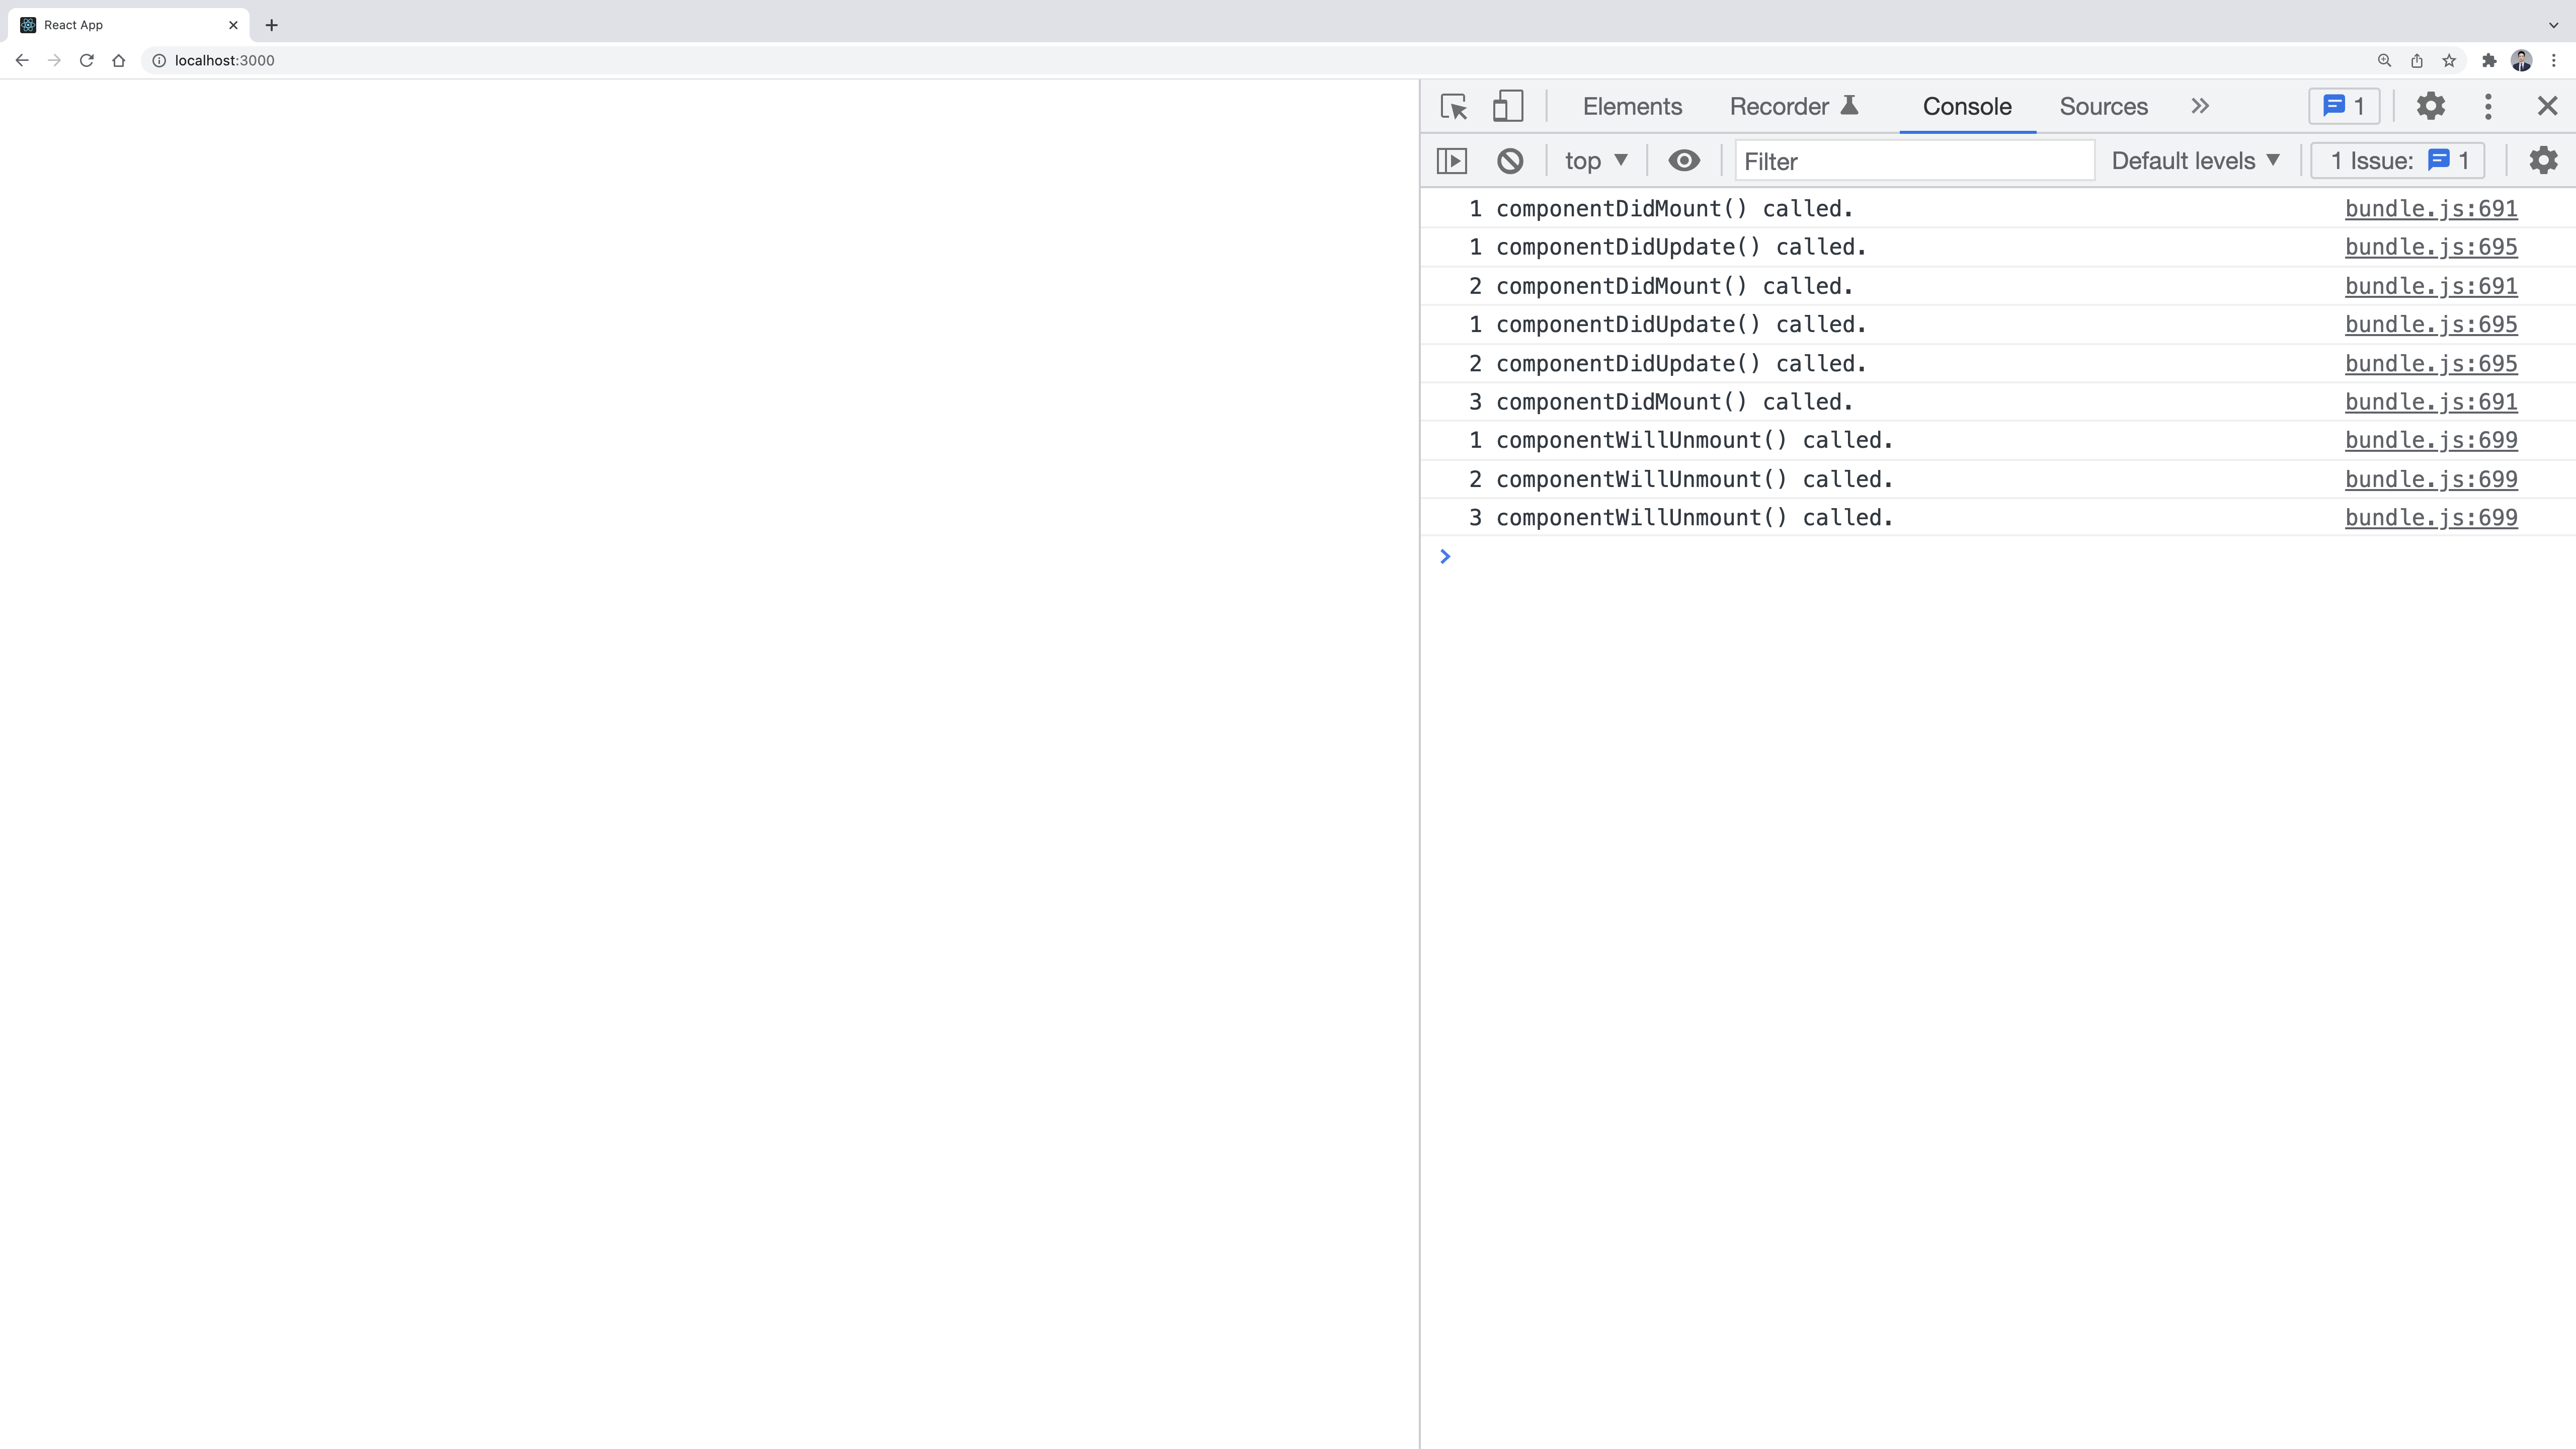 React App
localhost:3000
Elements Recorder Console Sources 1
top Filter Default levels 1 Issue: 1
1 componentDidMount() called. bundle.js:691
1 componentDidUpdate() called. bundle.js:695
2 componentDidMount() called. bundle.js:691
1 componentDidUpdate() called. bundle.js:695
2 componentDidUpdate() called. bundle.js:695
3 componentDidMount() called. bundle.js:691
1 componentWillUnmount() called. bundle.js:699
2 componentWillUnmount() called. bundle.js:699
3 componentWillUnmount() called. bundle.js:699